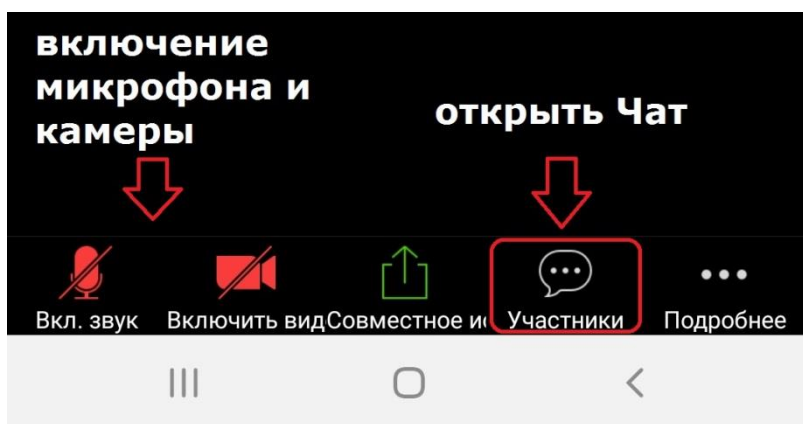 включение
микрофона и
камеры
открыть Чат
Вкл. звук Включить вид Совместное ис Участники Подробнее